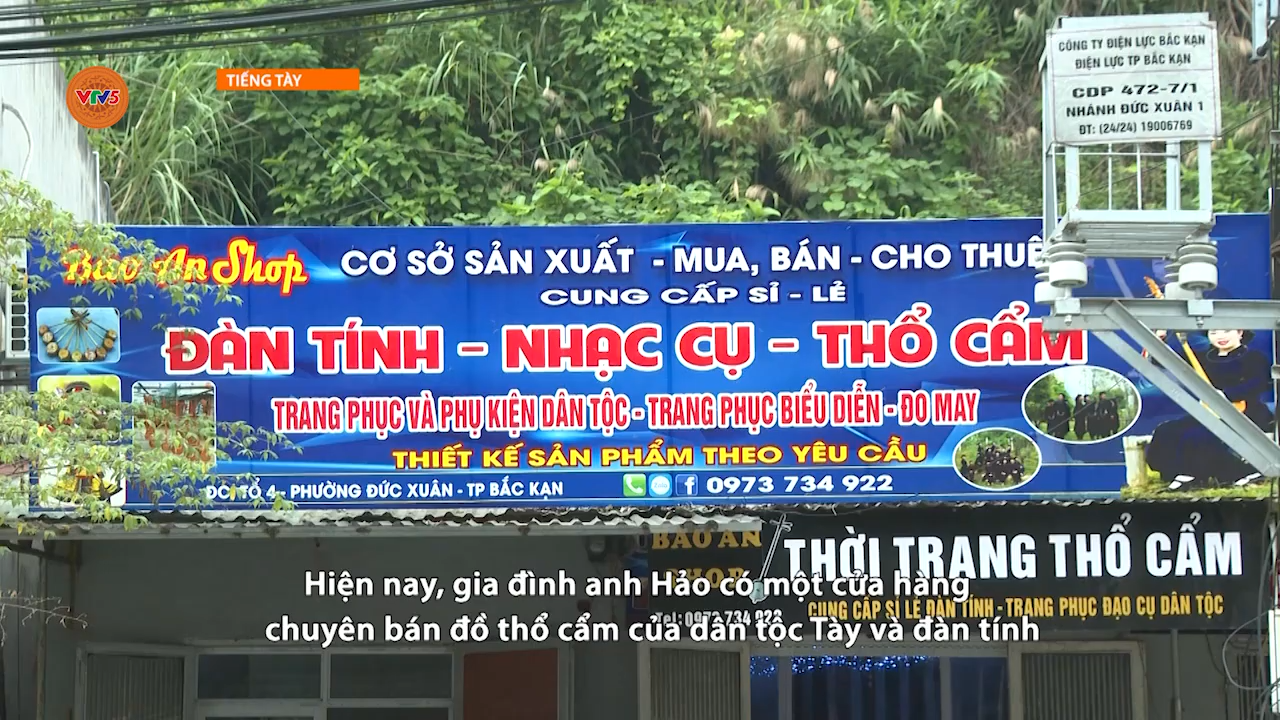 VTV5
TIẾNG TÀY
CÔNG TY ĐIỆN LỰC BẮC KẠN
ĐIỆN LỰC TP BẮC KẠN
CDP 472-7/1
NHÁNH ĐỨC XUÂN 1
ĐT: (24/24) 19006769
Bảo An Shop
CƠ SỞ SẢN XUẤT - MUA, BÁN - CHO THUÊ
CUNG CẤP SỈ - LẺ
ĐÀN TÍNH - NHẠC CỤ - THỔ CẨM
TRANG PHỤC VÀ PHỤ KIỆN DÂN TỘC - TRANG PHỤC BIỂU DIỄN - ĐO MAY
THIẾT KẾ SẢN PHẨM THEO YÊU CẦU
ĐC: TỔ 4 - PHƯỜNG ĐỨC XUÂN - TP BẮC KẠN
0973 734 922
BẢO AN
SHOP
Tel: 0973 734 922
THỜI TRANG THỔ CẨM
CUNG CẤP SỈ LẺ ĐÀN TÍNH - TRANG PHỤC ĐẠO CỤ DÂN TỘC
Hiện nay, gia đình anh Hảo có một cửa hàng
chuyên bán đồ thổ cẩm của dân tộc Tày và đàn tính